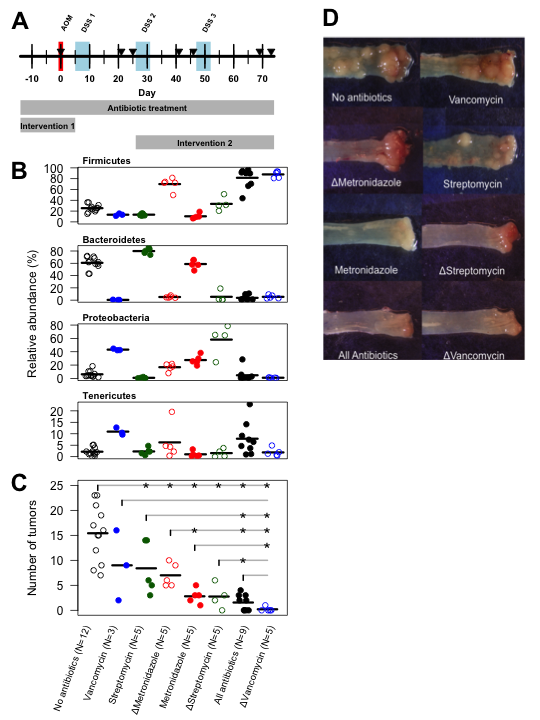 A
AOM
DSS 1
DSS 2
DSS 3
-10 0 10 20 30 40 50 60 70
Day
Antibiotic treatment
Intervention 1
Intervention 2
B
Relative abundance (%)
Firmicutes
100
80
60
40
20
0
Bacteroidetes
80
60
40
20
0
Proteobacteria
80
60
40
20
0
Tenericutes
20
15
10
5
0
C
Number of tumors
25
20
15
10
5
0
* * * * * *
* *
* * *
* *
*
No antibiotics (N=12)
Vancomycin (N=3)
Streptomycin (N=5)
ΔMetronidazole (N=5)
Metronidazole (N=5)
ΔStreptomycin (N=5)
All antibiotics (N=9)
ΔVancomycin (N=5)
D
No antibiotics
Vancomycin
ΔMetronidazole
Streptomycin
Metronidazole
ΔStreptomycin
All Antibiotics
ΔVancomycin